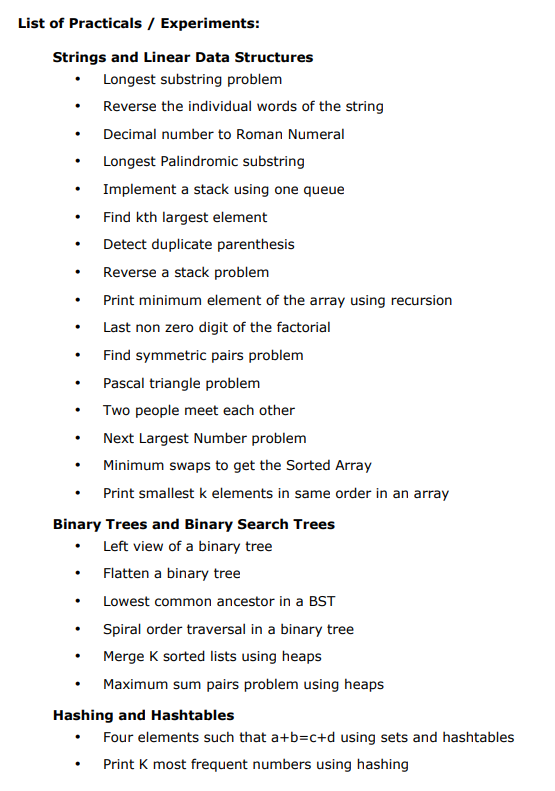 List of Practicals / Experiments:
Strings and Linear Data Structures
• Longest substring problem
• Reverse the individual words of the string
• Decimal number to Roman Numeral
• Longest Palindromic substring
• Implement a stack using one queue
• Find kth largest element
• Detect duplicate parenthesis
• Reverse a stack problem
• Print minimum element of the array using recursion
• Last non zero digit of the factorial
• Find symmetric pairs problem
• Pascal triangle problem
• Two people meet each other
• Next Largest Number problem
• Minimum swaps to get the Sorted Array
• Print smallest k elements in same order in an array
Binary Trees and Binary Search Trees
• Left view of a binary tree
• Flatten a binary tree
• Lowest common ancestor in a BST
• Spiral order traversal in a binary tree
• Merge K sorted lists using heaps
• Maximum sum pairs problem using heaps
Hashing and Hashtables
• Four elements such that a+b=c+d using sets and hashtables
• Print K most frequent numbers using hashing